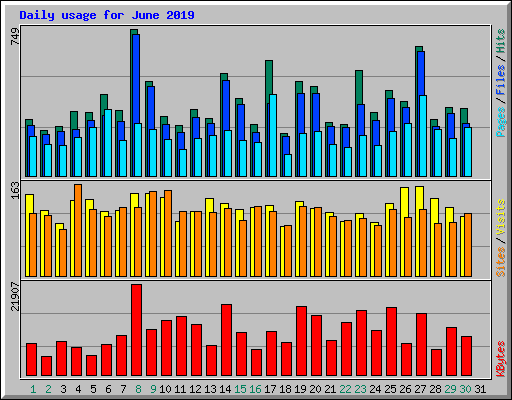 Daily usage for June 2019
749
Pages / Files / Hits
163
Sites / Visits
21907
KBytes
1 2 3 4 5 6 7 8 9 10 11 12 13 14 15 16 17 18 19 20 21 22 23 24 25 26 27 28 29 30 31